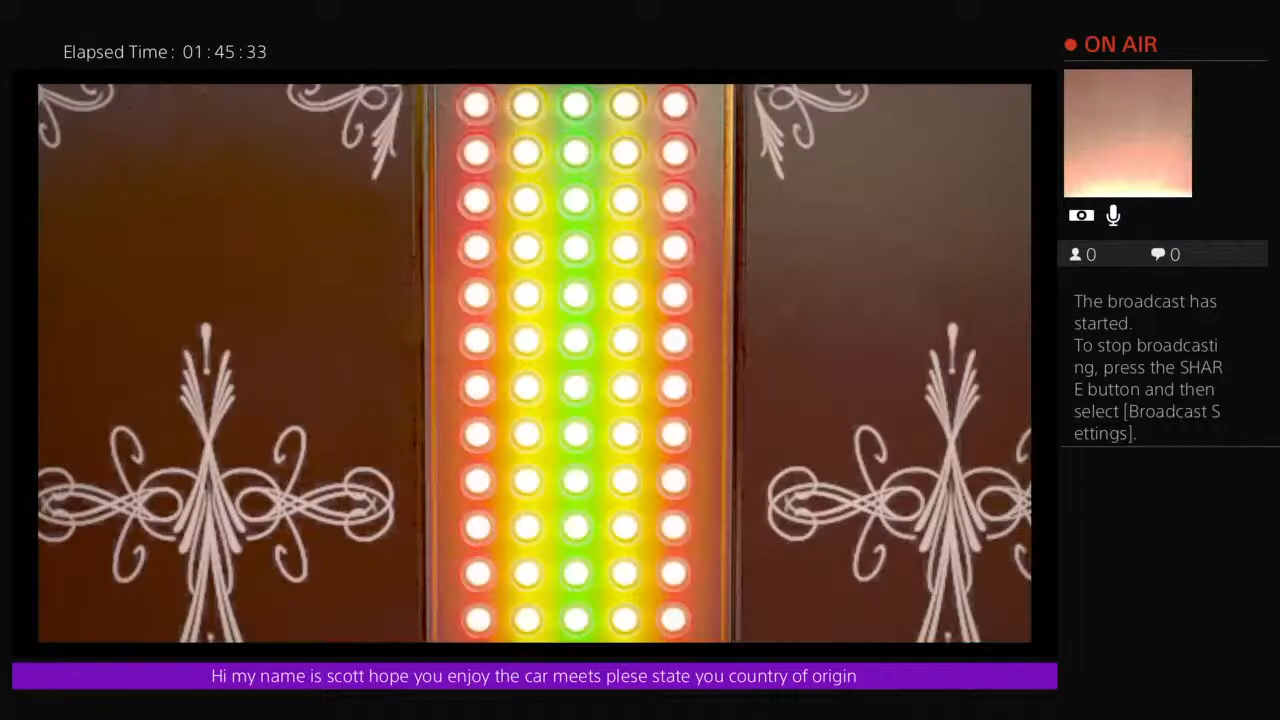 Elapsed Time: 01:45:33
ON AIR
0
0
The broadcast has
started.
To stop broadcasti
ng, press the SHAR
E button and then
select [Broadcast S
ettings].
Hi my name is scott hope you enjoy the car meets plese state you country of origin